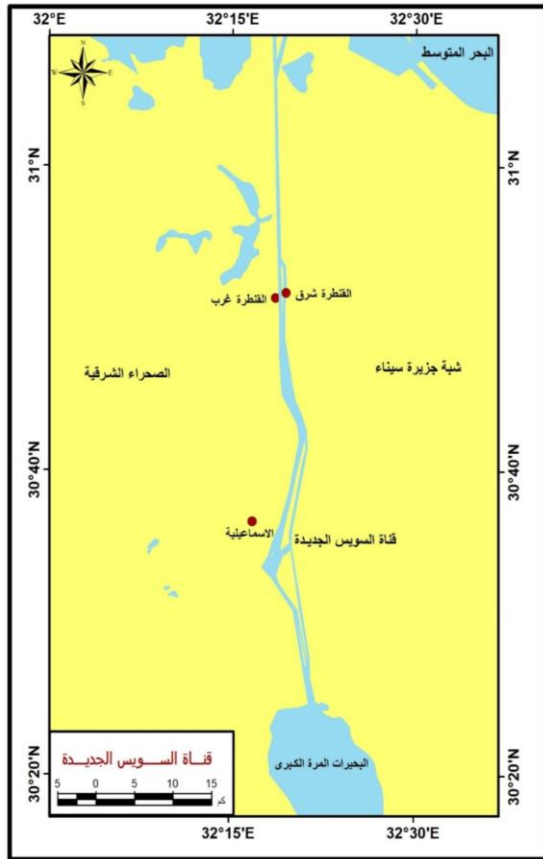 32°E
32°15'E
32°30'E
البحر المتوسط
N
W
E
S
31°N
31°N
القنطرة شرق
القنطرة غرب
شبة جزيرة سيناء
الصحراء الشرقية
30°40'N
30°40'N
الاسماعيلية
قناة السويس الجديدة
قنـاة الســـويس الجديـــدة
5 0 5 10 15
كم
البحيرات المرة الكبرى
30°20'N
30°20'N
32°15'E
32°30'E